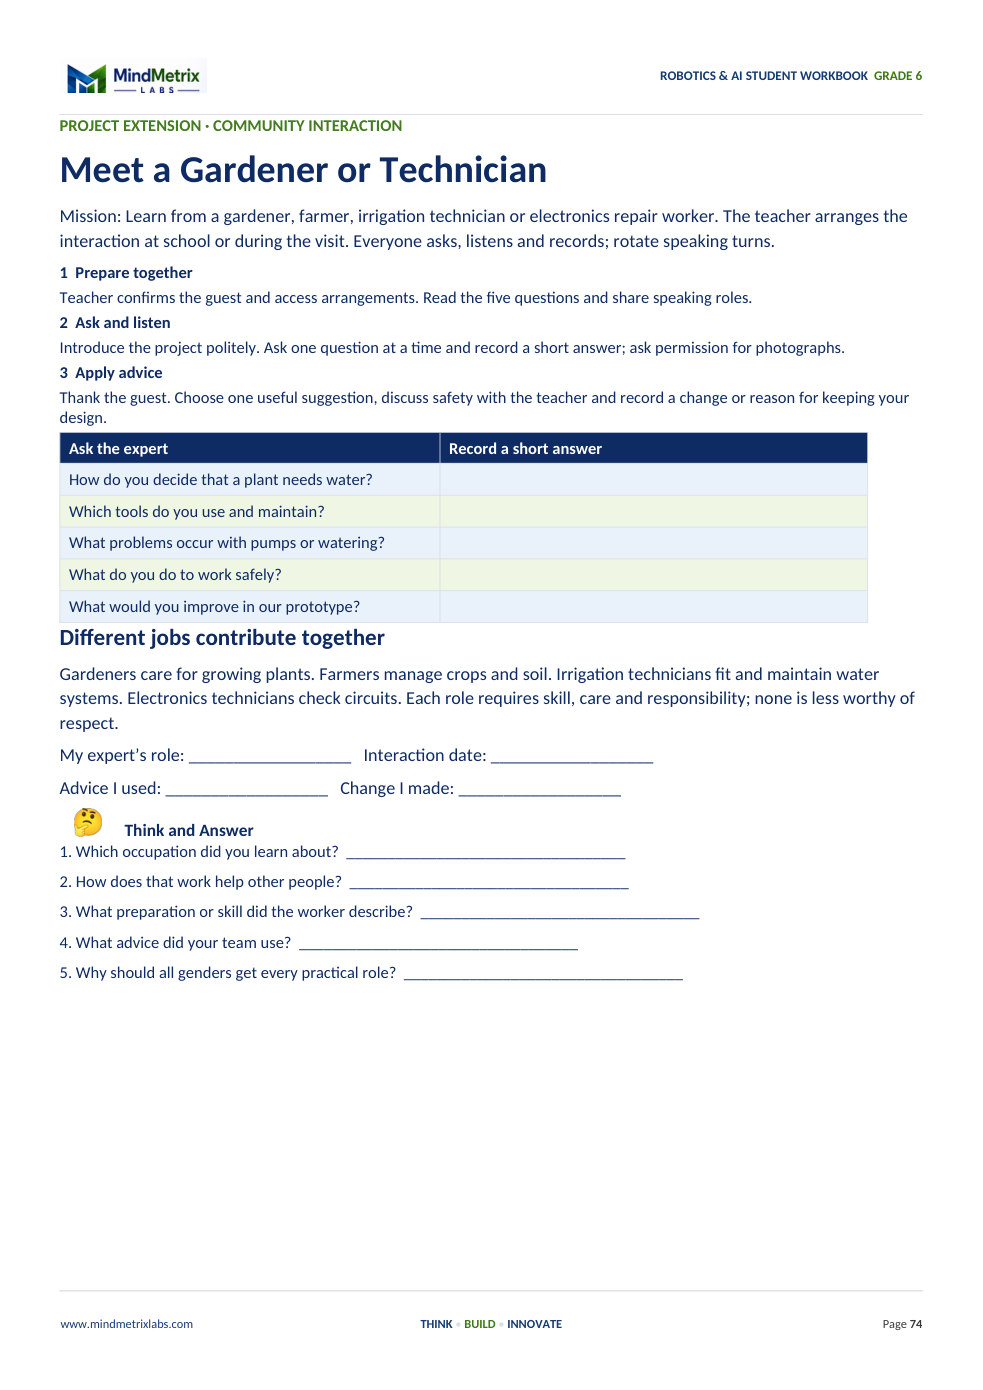 MindMetrix
LABS
ROBOTICS & AI STUDENT WORKBOOK GRADE 6
PROJECT EXTENSION · COMMUNITY INTERACTION
Meet a Gardener or Technician
Mission: Learn from a gardener, farmer, irrigation technician or electronics repair worker. The teacher arranges the
interaction at school or during the visit. Everyone asks, listens and records; rotate speaking turns.
1 Prepare together
Teacher confirms the guest and access arrangements. Read the five questions and share speaking roles.
2 Ask and listen
Introduce the project politely. Ask one question at a time and record a short answer; ask permission for photographs.
3 Apply advice
Thank the guest. Choose one useful suggestion, discuss safety with the teacher and record a change or reason for keeping your
design.
Ask the expert Record a short answer
How do you decide that a plant needs water?
Which tools do you use and maintain?
What problems occur with pumps or watering?
What do you do to work safely?
What would you improve in our prototype?
Different jobs contribute together
Gardeners care for growing plants. Farmers manage crops and soil. Irrigation technicians fit and maintain water
systems. Electronics technicians check circuits. Each role requires skill, care and responsibility; none is less worthy of
respect.
My expert’s role: __________________ Interaction date: __________________
Advice I used: __________________ Change I made: __________________
🤔 Think and Answer
1. Which occupation did you learn about? __________________________________
2. How does that work help other people? __________________________________
3. What preparation or skill did the worker describe? __________________________________
4. What advice did your team use? __________________________________
5. Why should all genders get every practical role? __________________________________
www.mindmetrixlabs.com THINK • BUILD • INNOVATE Page 74